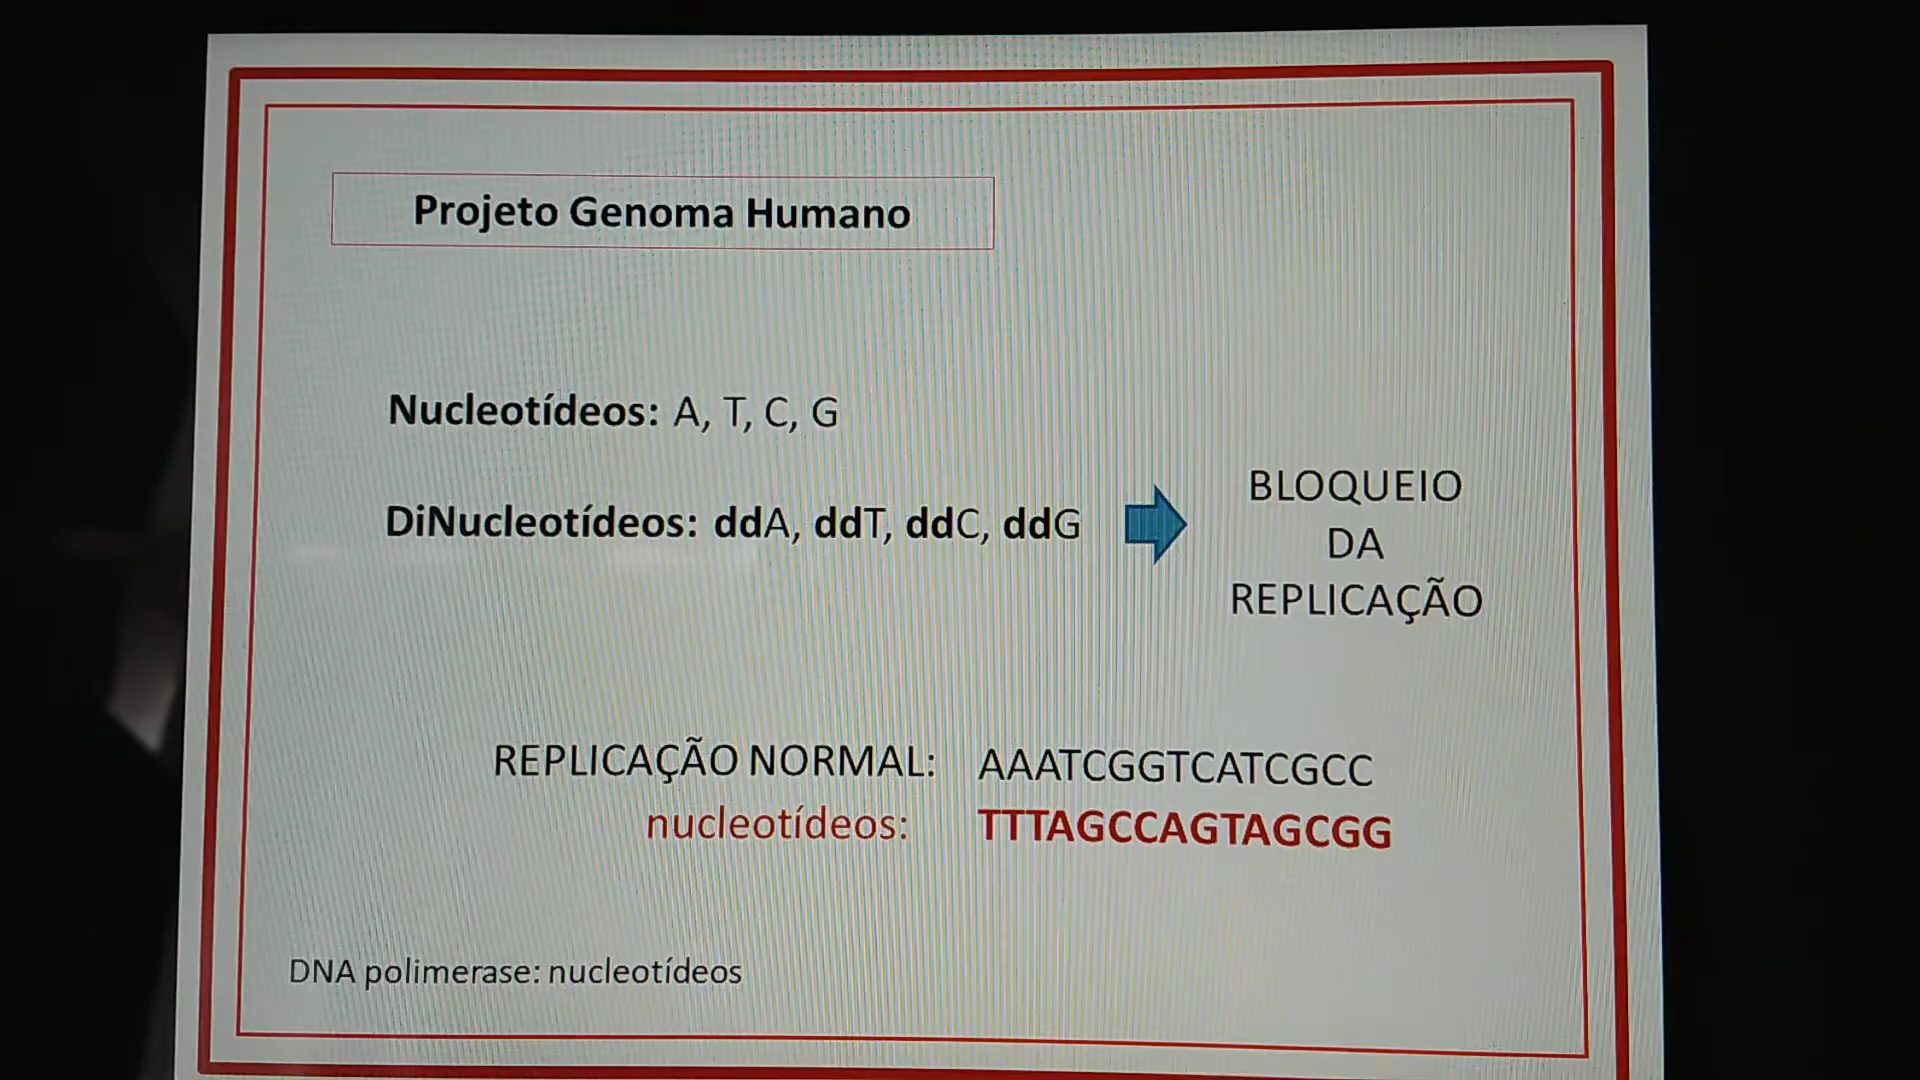 Projeto Genoma Humano
Nucleotídeos: A, T, C, G
DiNucleotídeos: ddA, ddT, ddC, ddG
BLOQUEIO
DA
REPLICAÇÃO
REPLICAÇÃO NORMAL: AAATCGGTCATCGCC
nucleotídeos: TTTAGCCAGTAGCGG
DNA polimerase: nucleotídeos